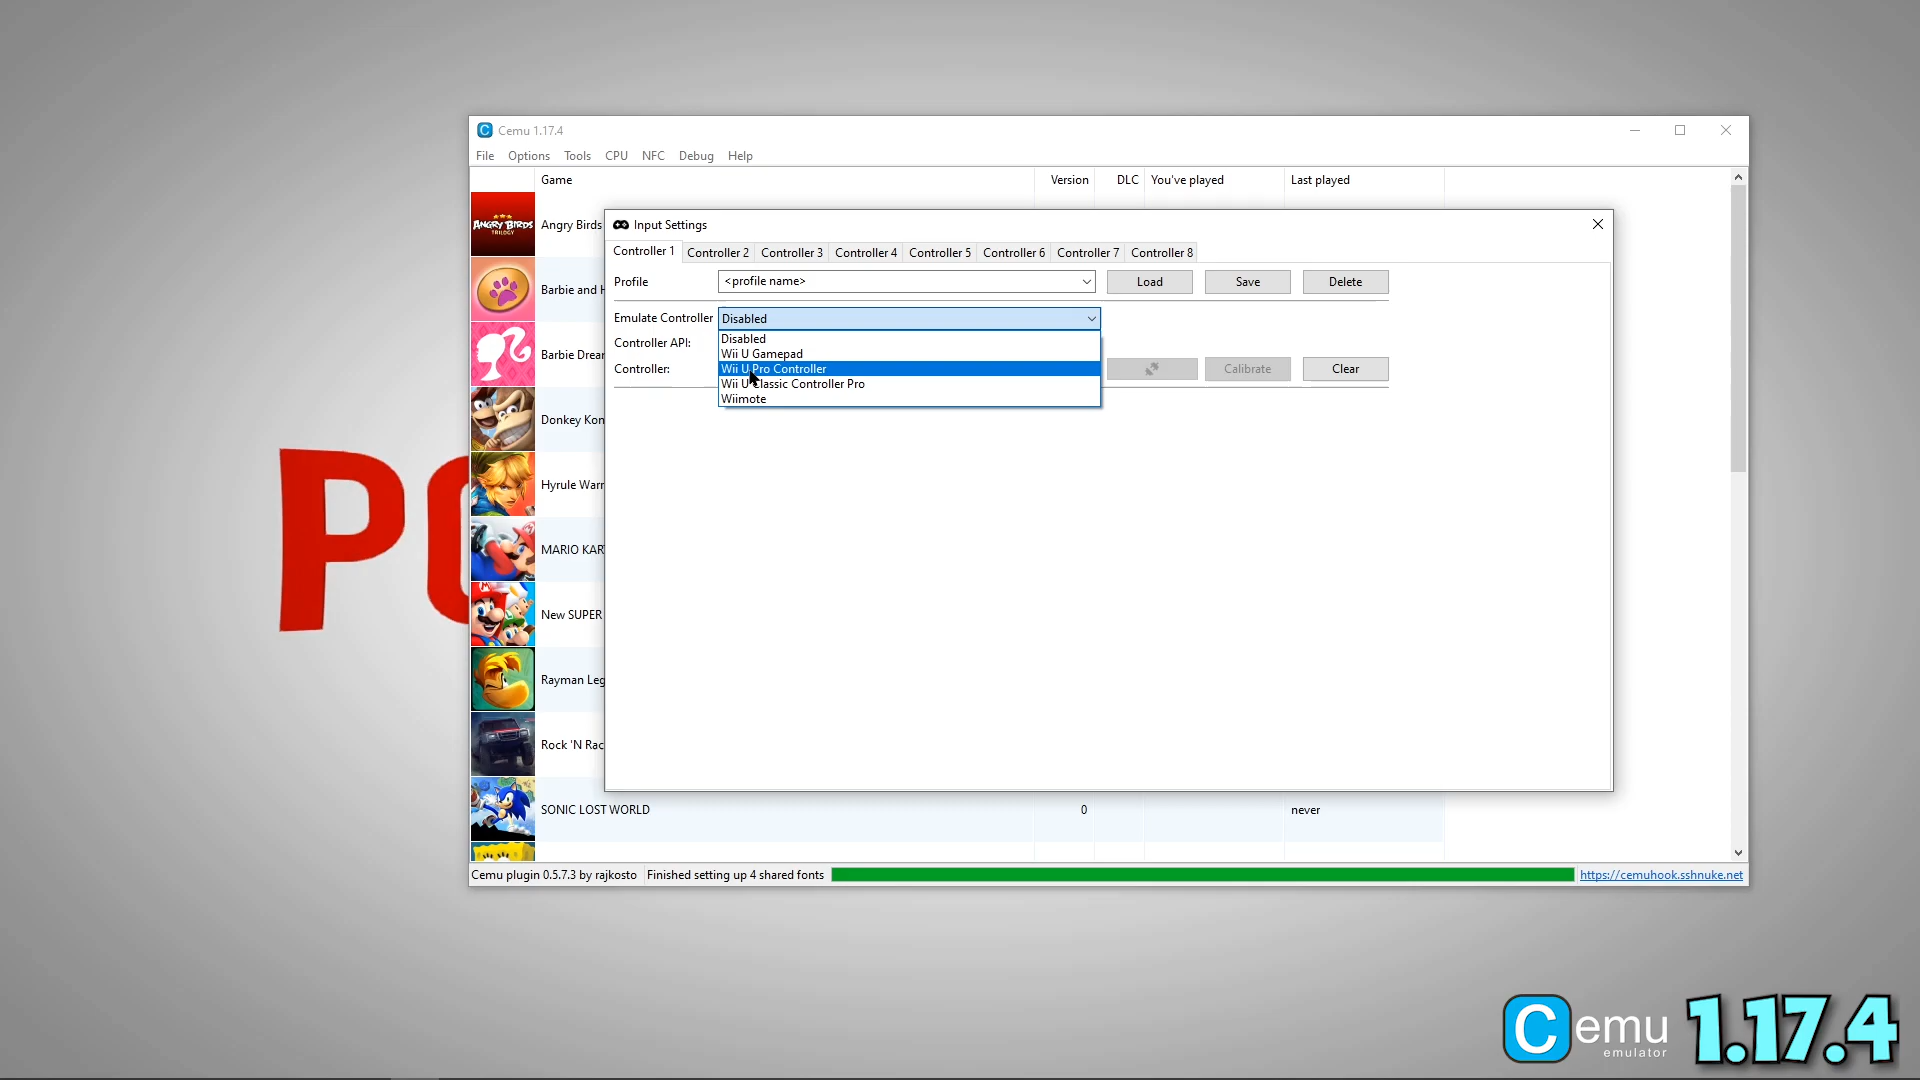 Cemu 1.17.4
File Options Tools CPU NFC Debug Help
Game Version DLC You've played Last played
ANGRY BIRDS
TRILOGY
Angry Birds
Input Settings
Controller 1 Controller 2 Controller 3 Controller 4 Controller 5 Controller 6 Controller 7 Controller 8
Profile <profile name> Load Save Delete
Barbie and H
Emulate Controller Disabled
Disabled
Controller API:
Wii U Gamepad
Barbie Drear
Controller: Wii U Pro Controller Calibrate Clear
Wii U Classic Controller Pro
Wiimote
Donkey Kon
Hyrule Warr
MARIO KAR
New SUPER
Rayman Leg
Rock 'N Rac
SONIC LOST WORLD 0 never
Cemu plugin 0.5.7.3 by rajkosto Finished setting up 4 shared fonts https://cemuhook.sshnuke.net
PO
Cemu 1.17.4
emulator